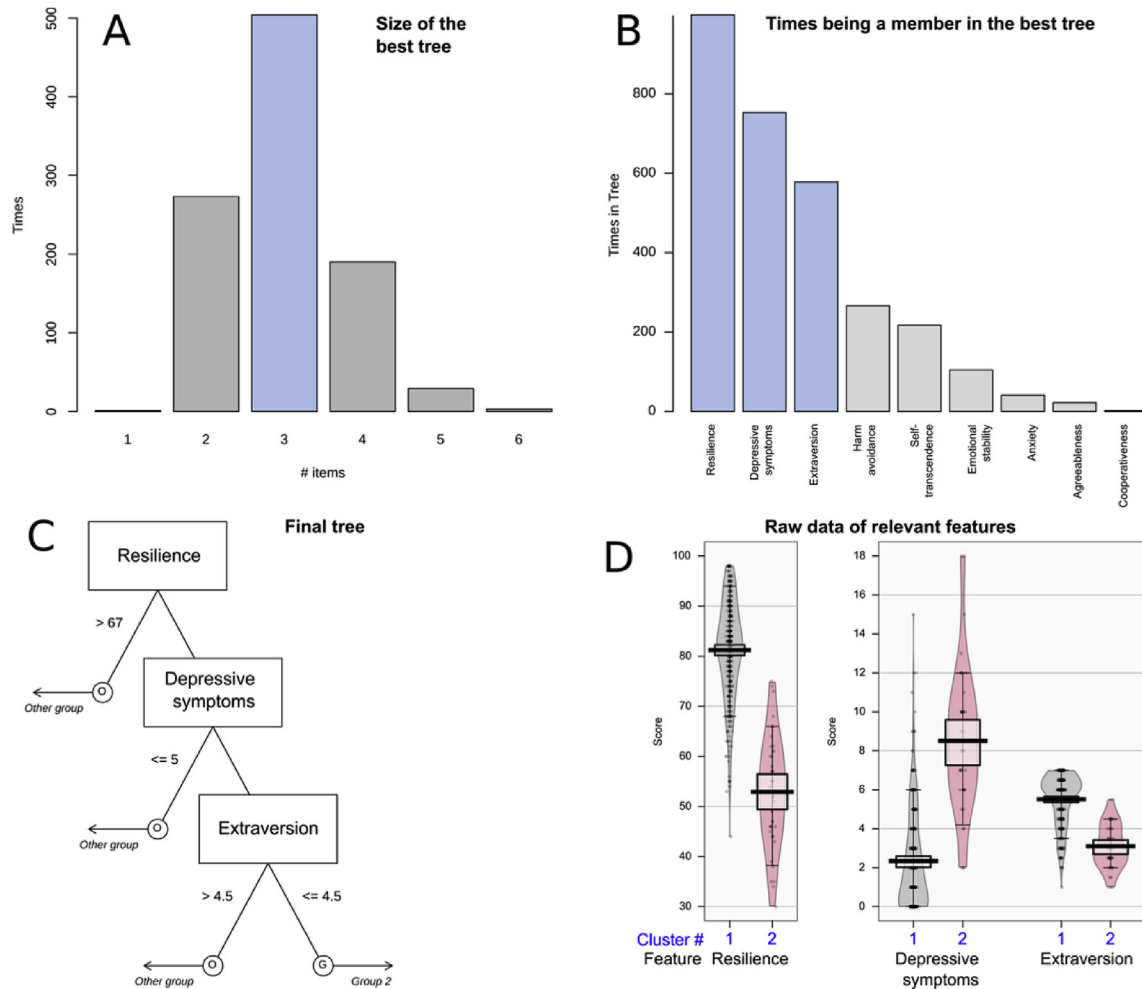 A
Size of the
best tree
500
400
300
200
100
0
Times
1 2 3 4 5 6
# items
B
Times being a member in the best tree
800
600
400
200
0
Times in Tree
Resilience
Depressive
symptoms
Extraversion
Harm
avoidance
Self-
transcendence
Emotional
stability
Anxiety
Agreeableness
Cooperativeness
C
Final tree
Resilience
> 67
O
Other group
Depressive
symptoms
<= 5
O
Other group
Extraversion
> 4.5 <= 4.5
O G
Other group Group 2
D
Raw data of relevant features
100
90
80
70
60
50
40
30
Score
18
16
14
12
10
8
6
4
2
0
Score
Cluster # 1 2 1 2 1 2
Feature Resilience Depressive Extraversion
symptoms